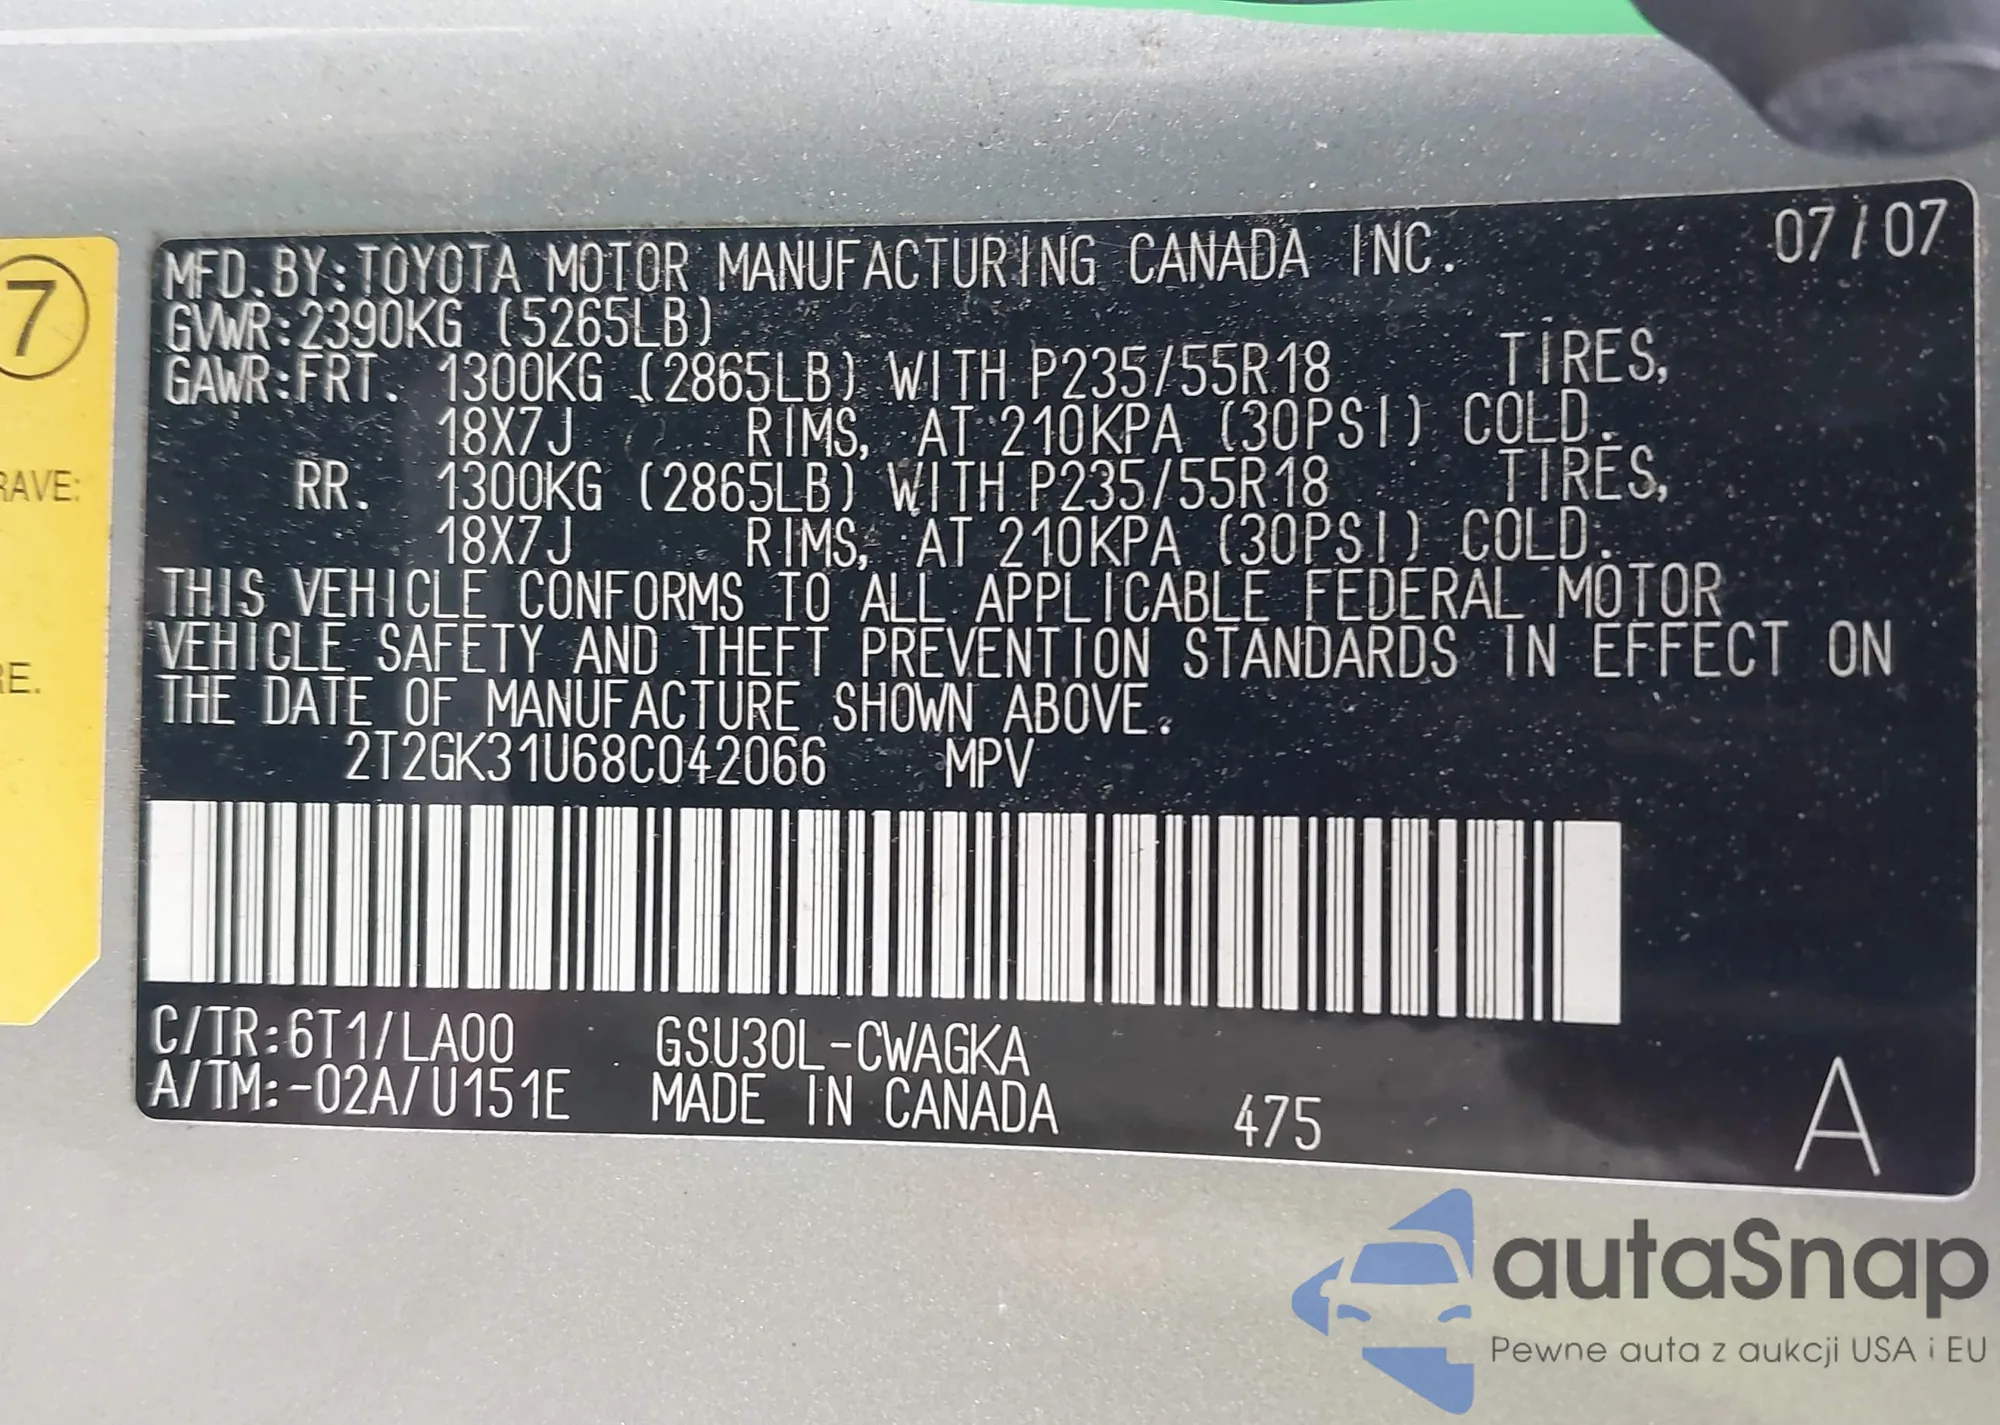 7
RAVE:
RE.
07/07
MFD.BY:TOYOTA MOTOR MANUFACTURING CANADA INC.
GVWR:2390KG (5265LB)
GAWR:FRT. 1300KG (2865LB) WITH P235/55R18 TIRES,
18X7J RIMS, AT 210KPA (30PSI) COLD.
RR. 1300KG (2865LB) WITH P235/55R18 TIRES,
18X7J RIMS, AT 210KPA (30PSI) COLD.
THIS VEHICLE CONFORMS TO ALL APPLICABLE FEDERAL MOTOR
VEHICLE SAFETY AND THEFT PREVENTION STANDARDS IN EFFECT ON
THE DATE OF MANUFACTURE SHOWN ABOVE.
2T2GK31U68C042066 MPV
C/TR:6T1/LA00 GSU30L-CWAGKA
A/TM:-02A/U151E MADE IN CANADA 475 A
autaSnap
Pewne auta z aukcji USA i EU